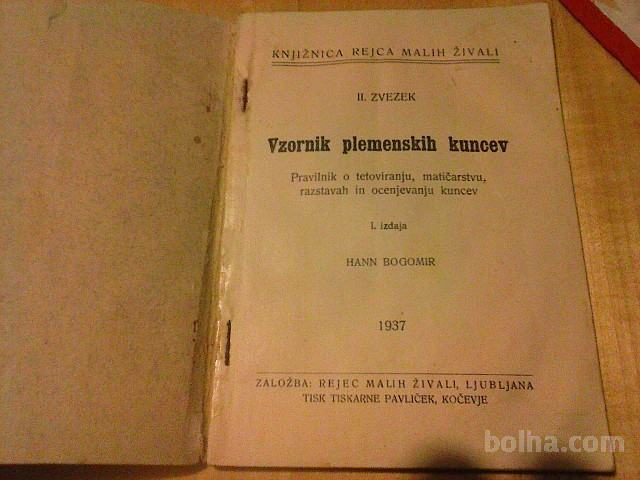 KNJIŽNICA REJCA MALIH ŽIVALI
II. ZVEZEK
Vzornik plemenskih kuncev
Pravilnik o tetoviranju, matičarstvu,
razstavah in ocenjevanju kuncev
I. izdaja
HANN BOGOMIR
1937
ZALOŽBA: REJEC MALIH ŽIVALI, LJUBLJANA
TISK TISKARNE PAVLIČEK, KOČEVJE
bolha.com